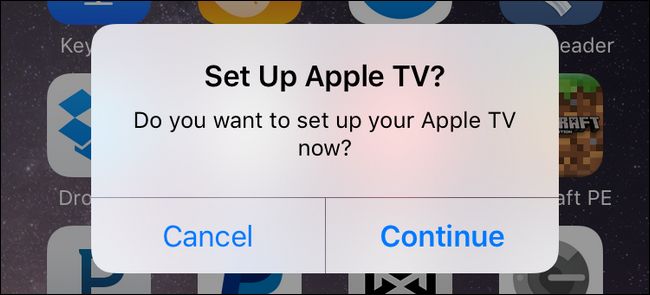 Key eader
Set Up Apple TV?
Do you want to set up your Apple TV
now?
Dro RAFT
aft PE
Cancel Continue